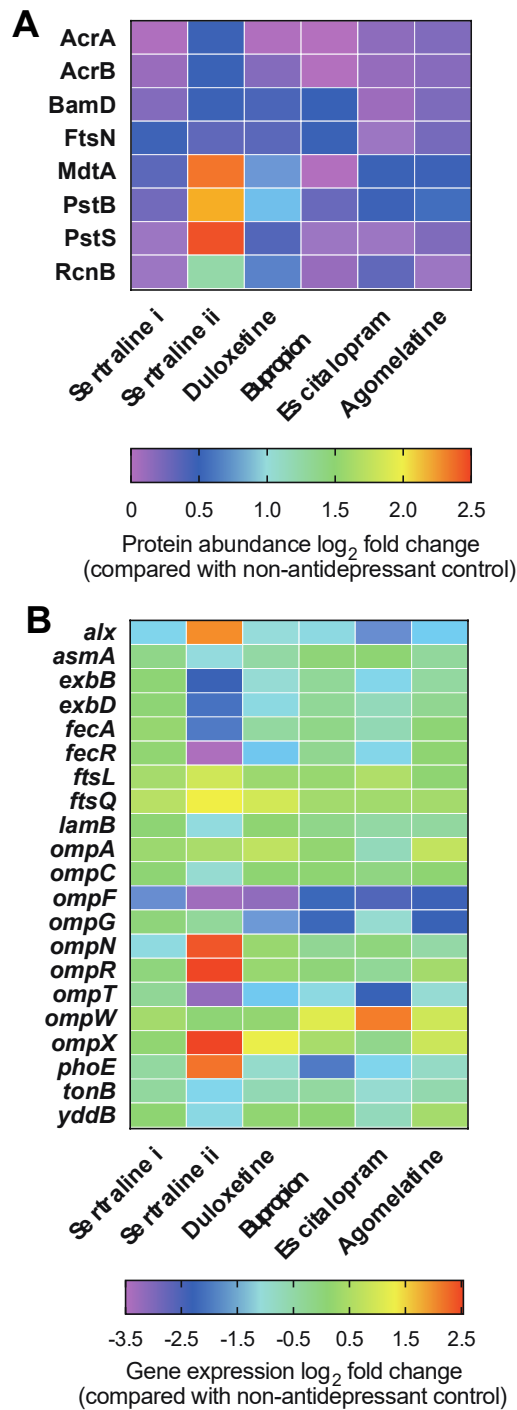 A
AcrA
AcrB
BamD
FtsN
MdtA
PstB
PstS
RcnB
Sertraline i
Sertraline ii
Duloxetine
Bupropion
Escitalopram
Agomelatine
0 0.5 1.0 1.5 2.0 2.5
Protein abundance log2 fold change
(compared with non-antidepressant control)
B
alx
asmA
exbB
exbD
fecA
fecR
ftsL
ftsQ
lamB
ompA
ompC
ompF
ompG
ompN
ompR
ompT
ompW
ompX
phoE
tonB
yddB
Sertraline i
Sertraline ii
Duloxetine
Bupropion
Escitalopram
Agomelatine
-3.5 -2.5 -1.5 -0.5 0.5 1.5 2.5
Gene expression log2 fold change
(compared with non-antidepressant control)